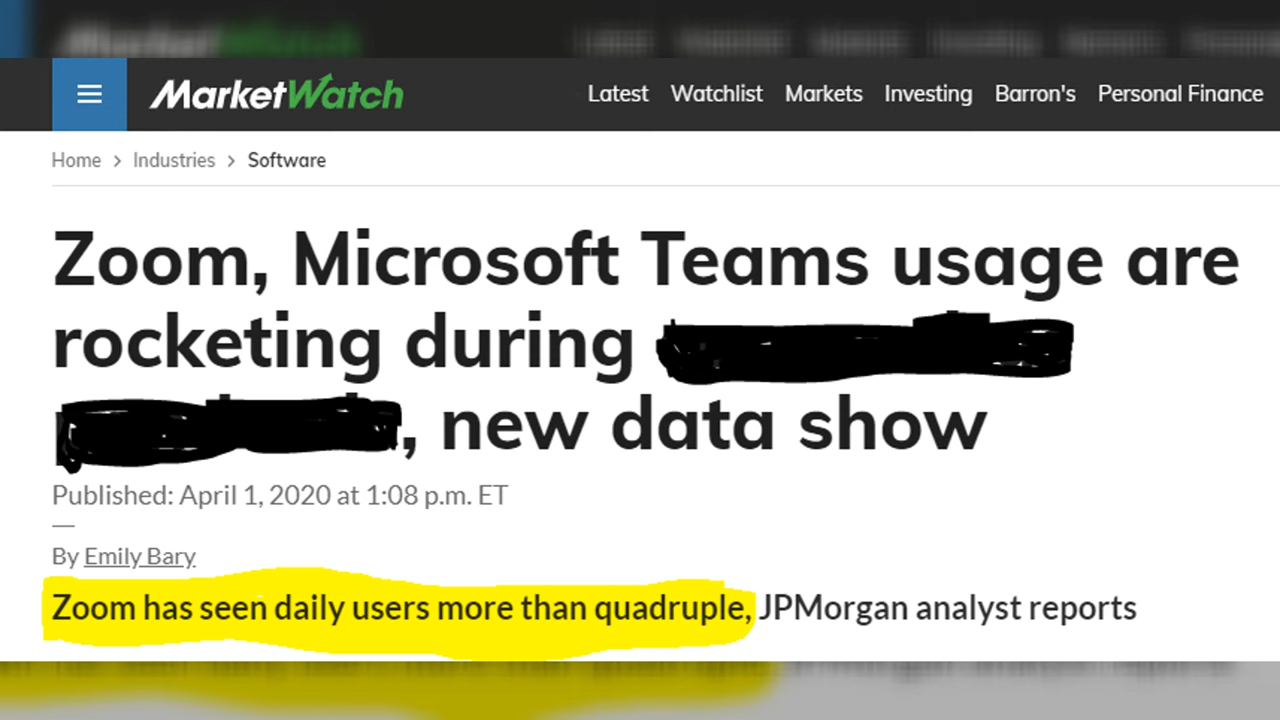 MarketWatch
Latest Watchlist Markets Investing Barron's Personal Finance
Home > Industries > Software
Zoom, Microsoft Teams usage are
rocketing during
, new data show
Published: April 1, 2020 at 1:08 p.m. ET
—
By Emily Bary
Zoom has seen daily users more than quadruple, JPMorgan analyst reports